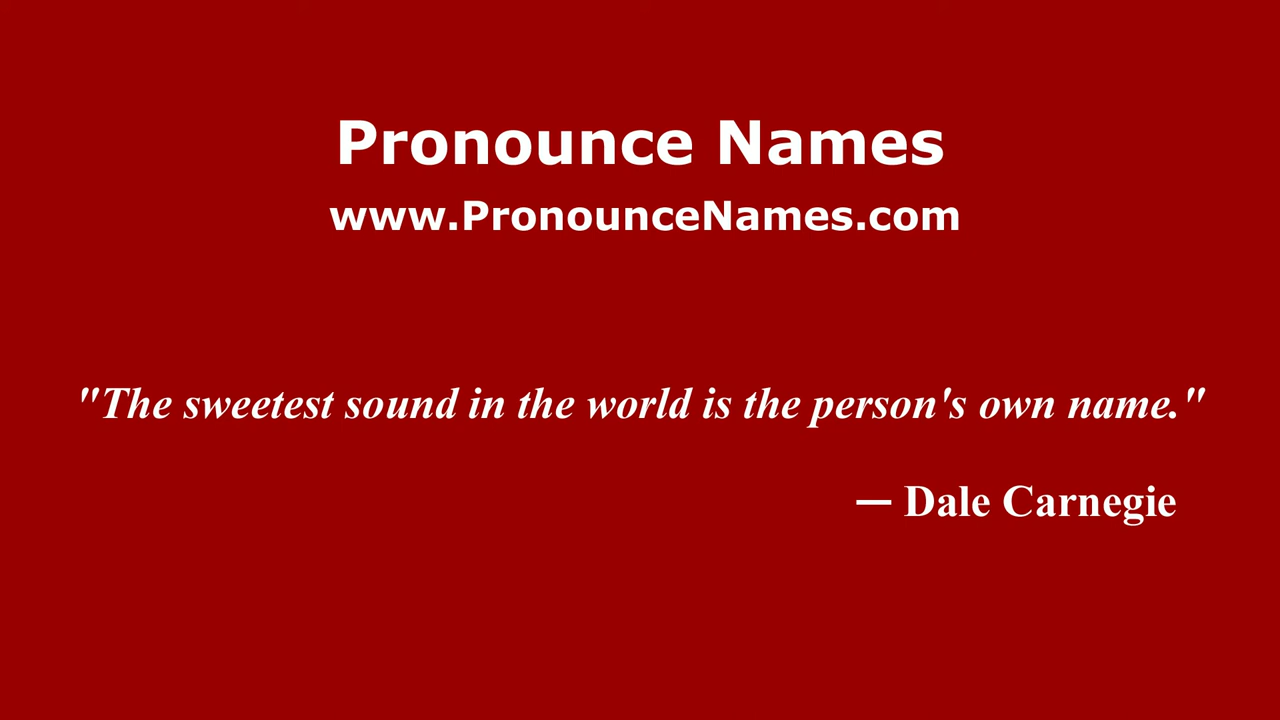 Pronounce Names
www.PronounceNames.com
"The sweetest sound in the world is the person's own name."
— Dale Carnegie